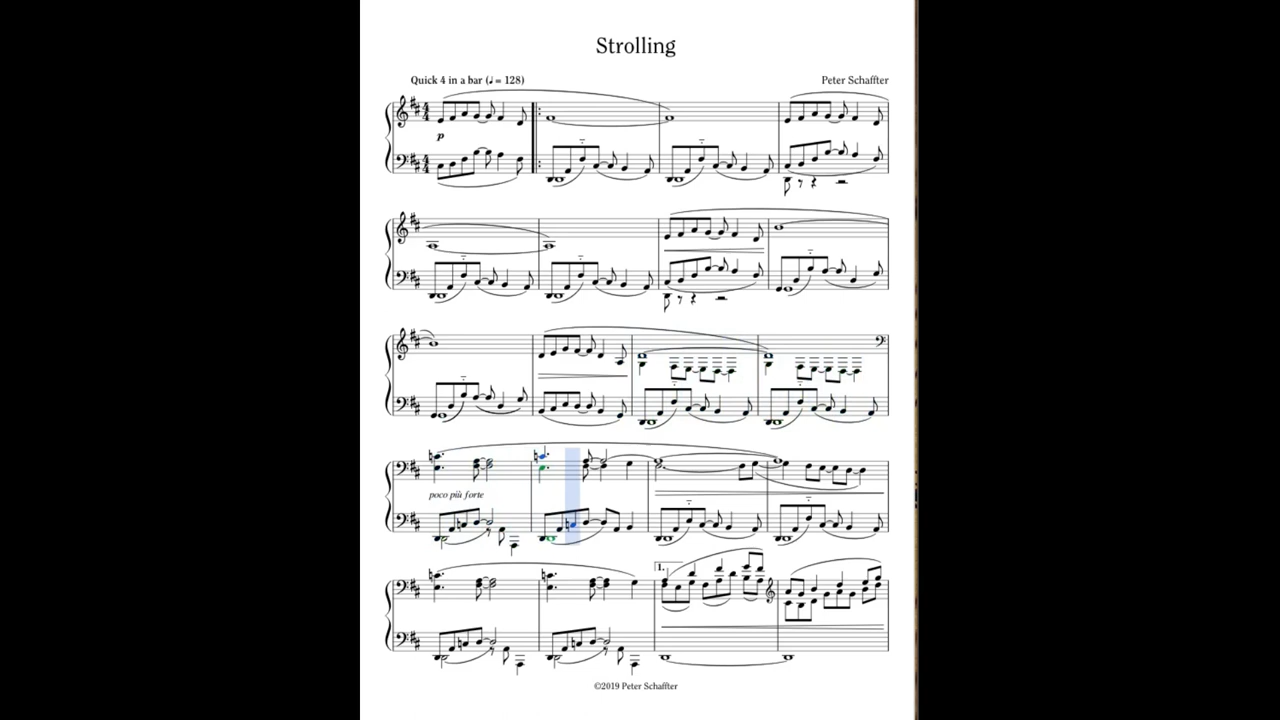 Strolling
Quick 4 in a bar (♩ = 128)
Peter Schaffter
p
poco più forte
1.
©2019 Peter Schaffter